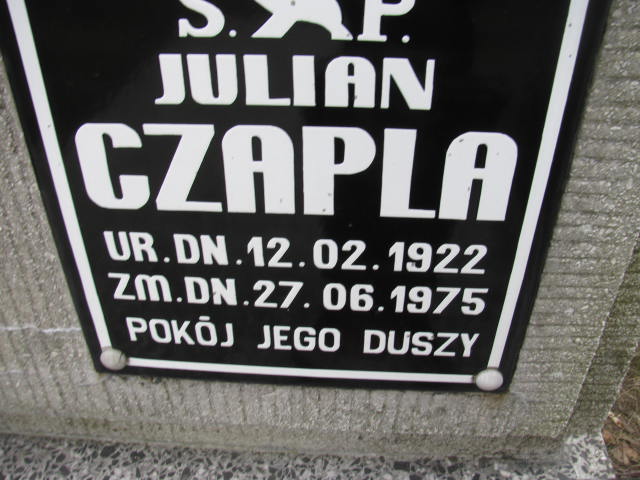 S. P.
JULIAN
CZAPLA
UR.DN.12.02.1922
ZM.DN.27.06.1975
POKÓJ JEGO DUSZY